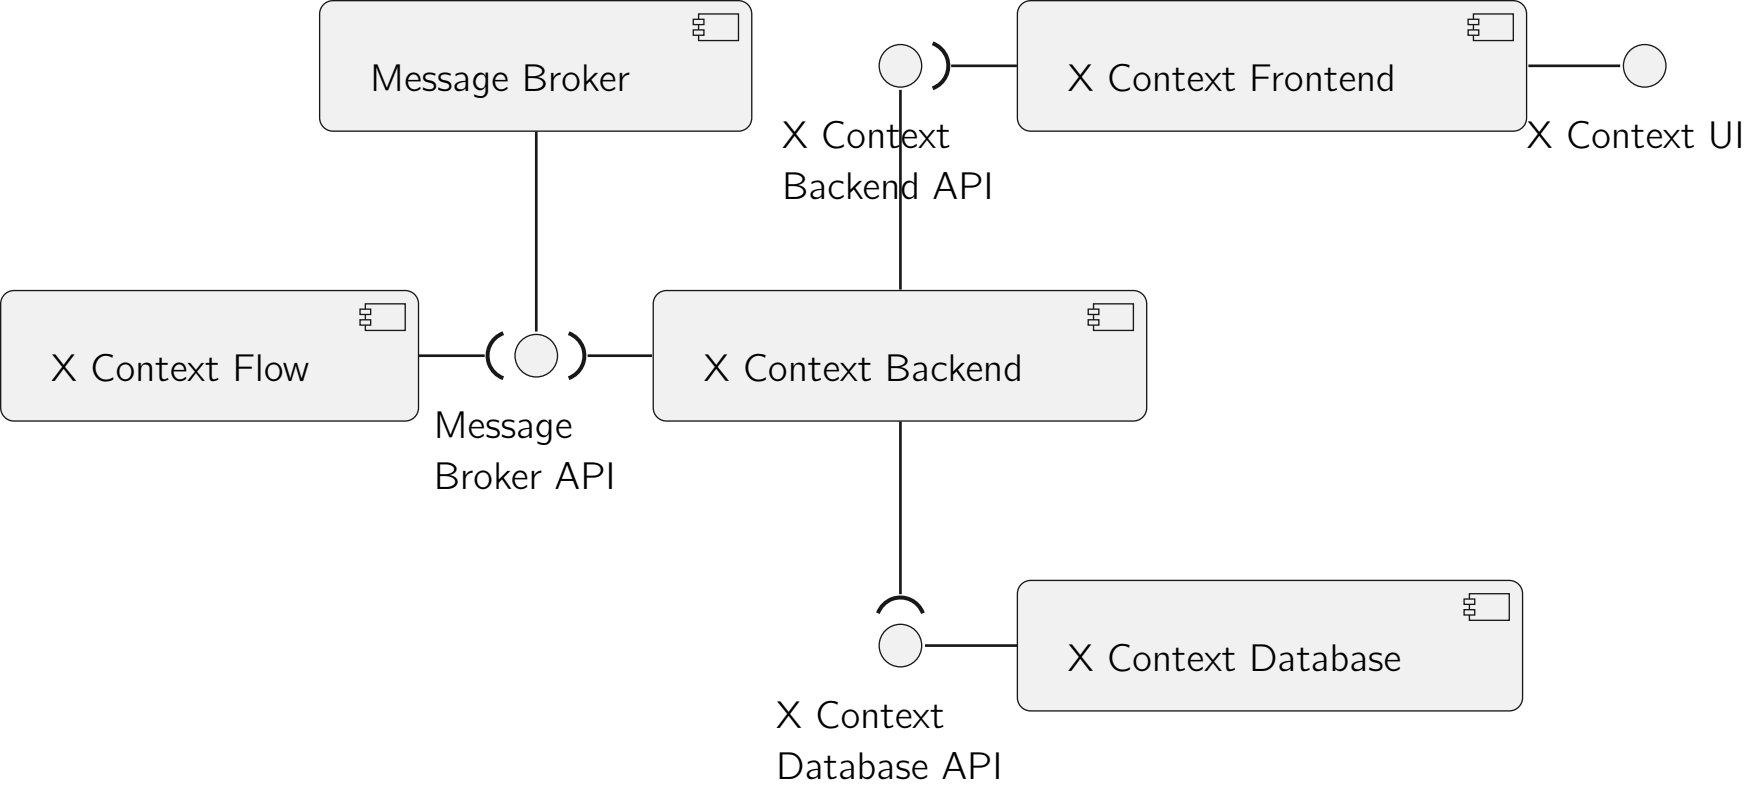 Message Broker
X Context Frontend
X Context
Backend API
X Context UI
X Context Flow
X Context Backend
Message
Broker API
X Context Database
X Context
Database API